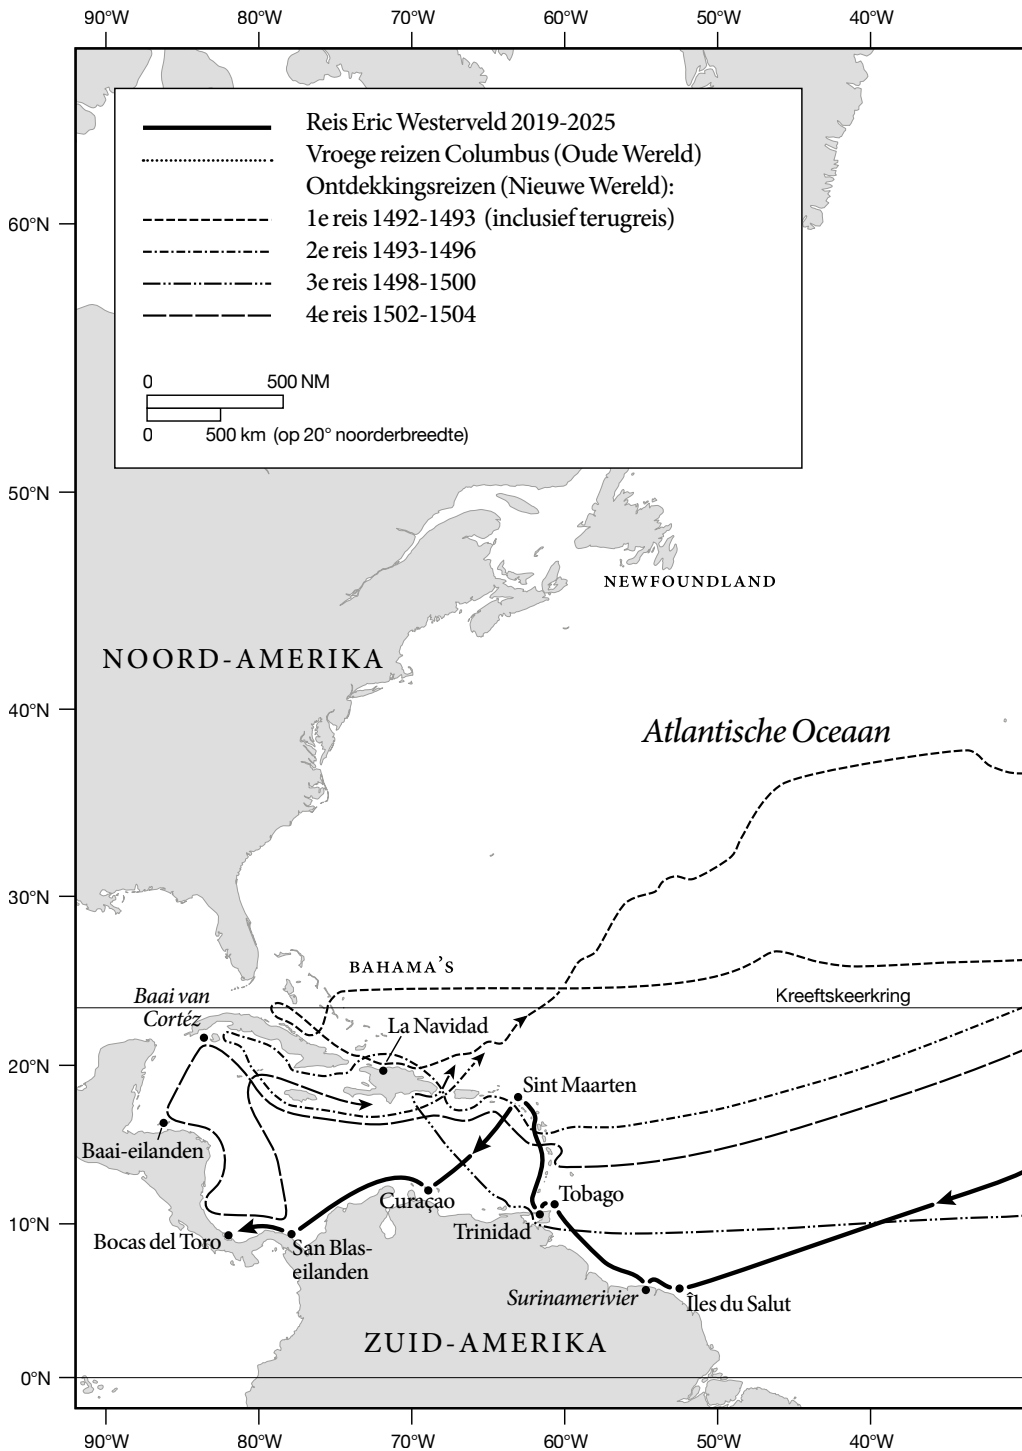 90°W 80°W 70°W 60°W 50°W 40°W
Reis Eric Westerveld 2019-2025
Vroege reizen Columbus (Oude Wereld)
Ontdekkingsreizen (Nieuwe Wereld):
1e reis 1492-1493 (inclusief terugreis)
2e reis 1493-1496
3e reis 1498-1500
4e reis 1502-1504
0 500 NM
0 500 km (op 20° noorderbreedte)
60°N
50°N
NEWFOUNDLAND
NOORD-AMERIKA
40°N
Atlantische Oceaan
30°N
BAHAMA'S
Baai van
Cortéz
Kreeftskeerkring
La Navidad
20°N
Sint Maarten
Baai-eilanden
Curaçao
Tobago
Trinidad
10°N
Bocas del Toro
San Blas-
eilanden
Surinamerivier
Îles du Salut
ZUID-AMERIKA
0°N
90°W 80°W 70°W 60°W 50°W 40°W